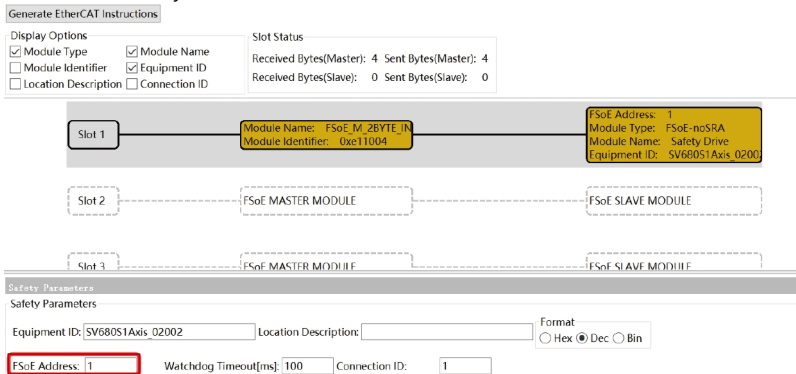 Generate EtherCAT Instructions
Display Options
Module Type Module Name
Module Identifier Equipment ID
Location Description Connection ID
Slot Status
Received Bytes(Master): 4 Sent Bytes(Master): 4
Received Bytes(Slave): 0 Sent Bytes(Slave): 0
Slot 1
Module Name: FSoE_M_2BYTE_IN
Module Identifier: 0xe11004
FSoE Address: 1
Module Type: FSoE-noSRA
Module Name: Safety Drive
Equipment ID: SV680S1Axis_0200
Slot 2
FSoE MASTER MODULE
FSoE SLAVE MODULE
Slot 3
FSoE MASTER MODULE
FSoE SLAVE MODULE
Safety Parameters
Safety Parameters
Equipment ID: SV680S1Axis_02002 Location Description:
Format
Hex Dec Bin
FSoE Address: 1 Watchdog Timeout[ms]: 100 Connection ID: 1